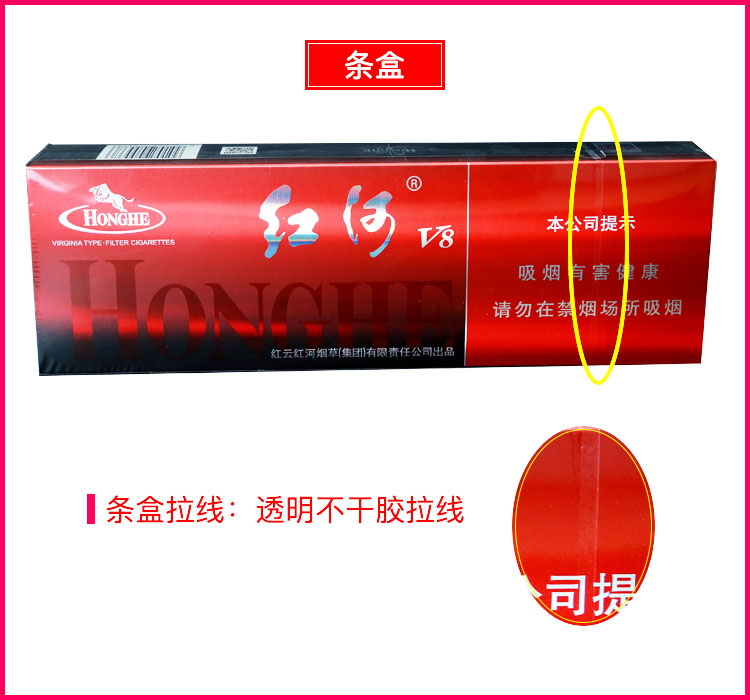 条盒
HONGHE
VIRGINIA TYPE·FILTER CIGARETTES
红河®
V8
HONGHE
红云红河烟草(集团)有限责任公司出品
本公司提示
吸烟有害健康
请勿在禁烟场所吸烟
条盒拉线：透明不干胶拉线
公司提